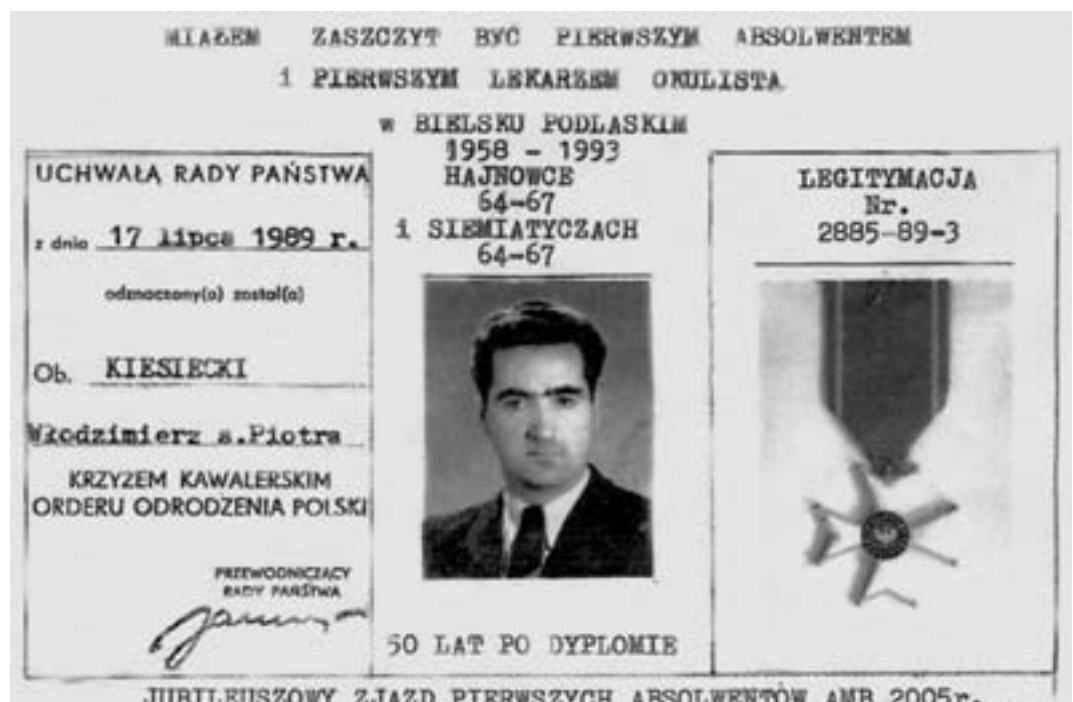 MIAŁEM ZASZCZYT BYĆ PIERWSZYM ABSOLWENTEM
i PIERWSZYM LEKARZEM OKULISTĄ
w BIELSKU PODLASKIM
1958 - 1993
HAJNOWCE
64-67
i SIEMIATYCZACH
64-67
UCHWAŁĄ RADY PAŃSTWA
z dnia 17 lipca 1989 r.
odznaczony(a) został(a)
Ob. KIESIECKI
Włodzimierz s.Piotra
KRZYŻEM KAWALERSKIM
ORDERU ODRODZENIA POLSKI
PRZEWODNICZĄCY
RADY PAŃSTWA
LEGITYMACJA
Nr.
2885-89-3
50 LAT PO DYPLOMIE
JUBILEUSZOWY ZJAZD PIERWSZYCH ABSOLWENTÓW AMB 2005r.